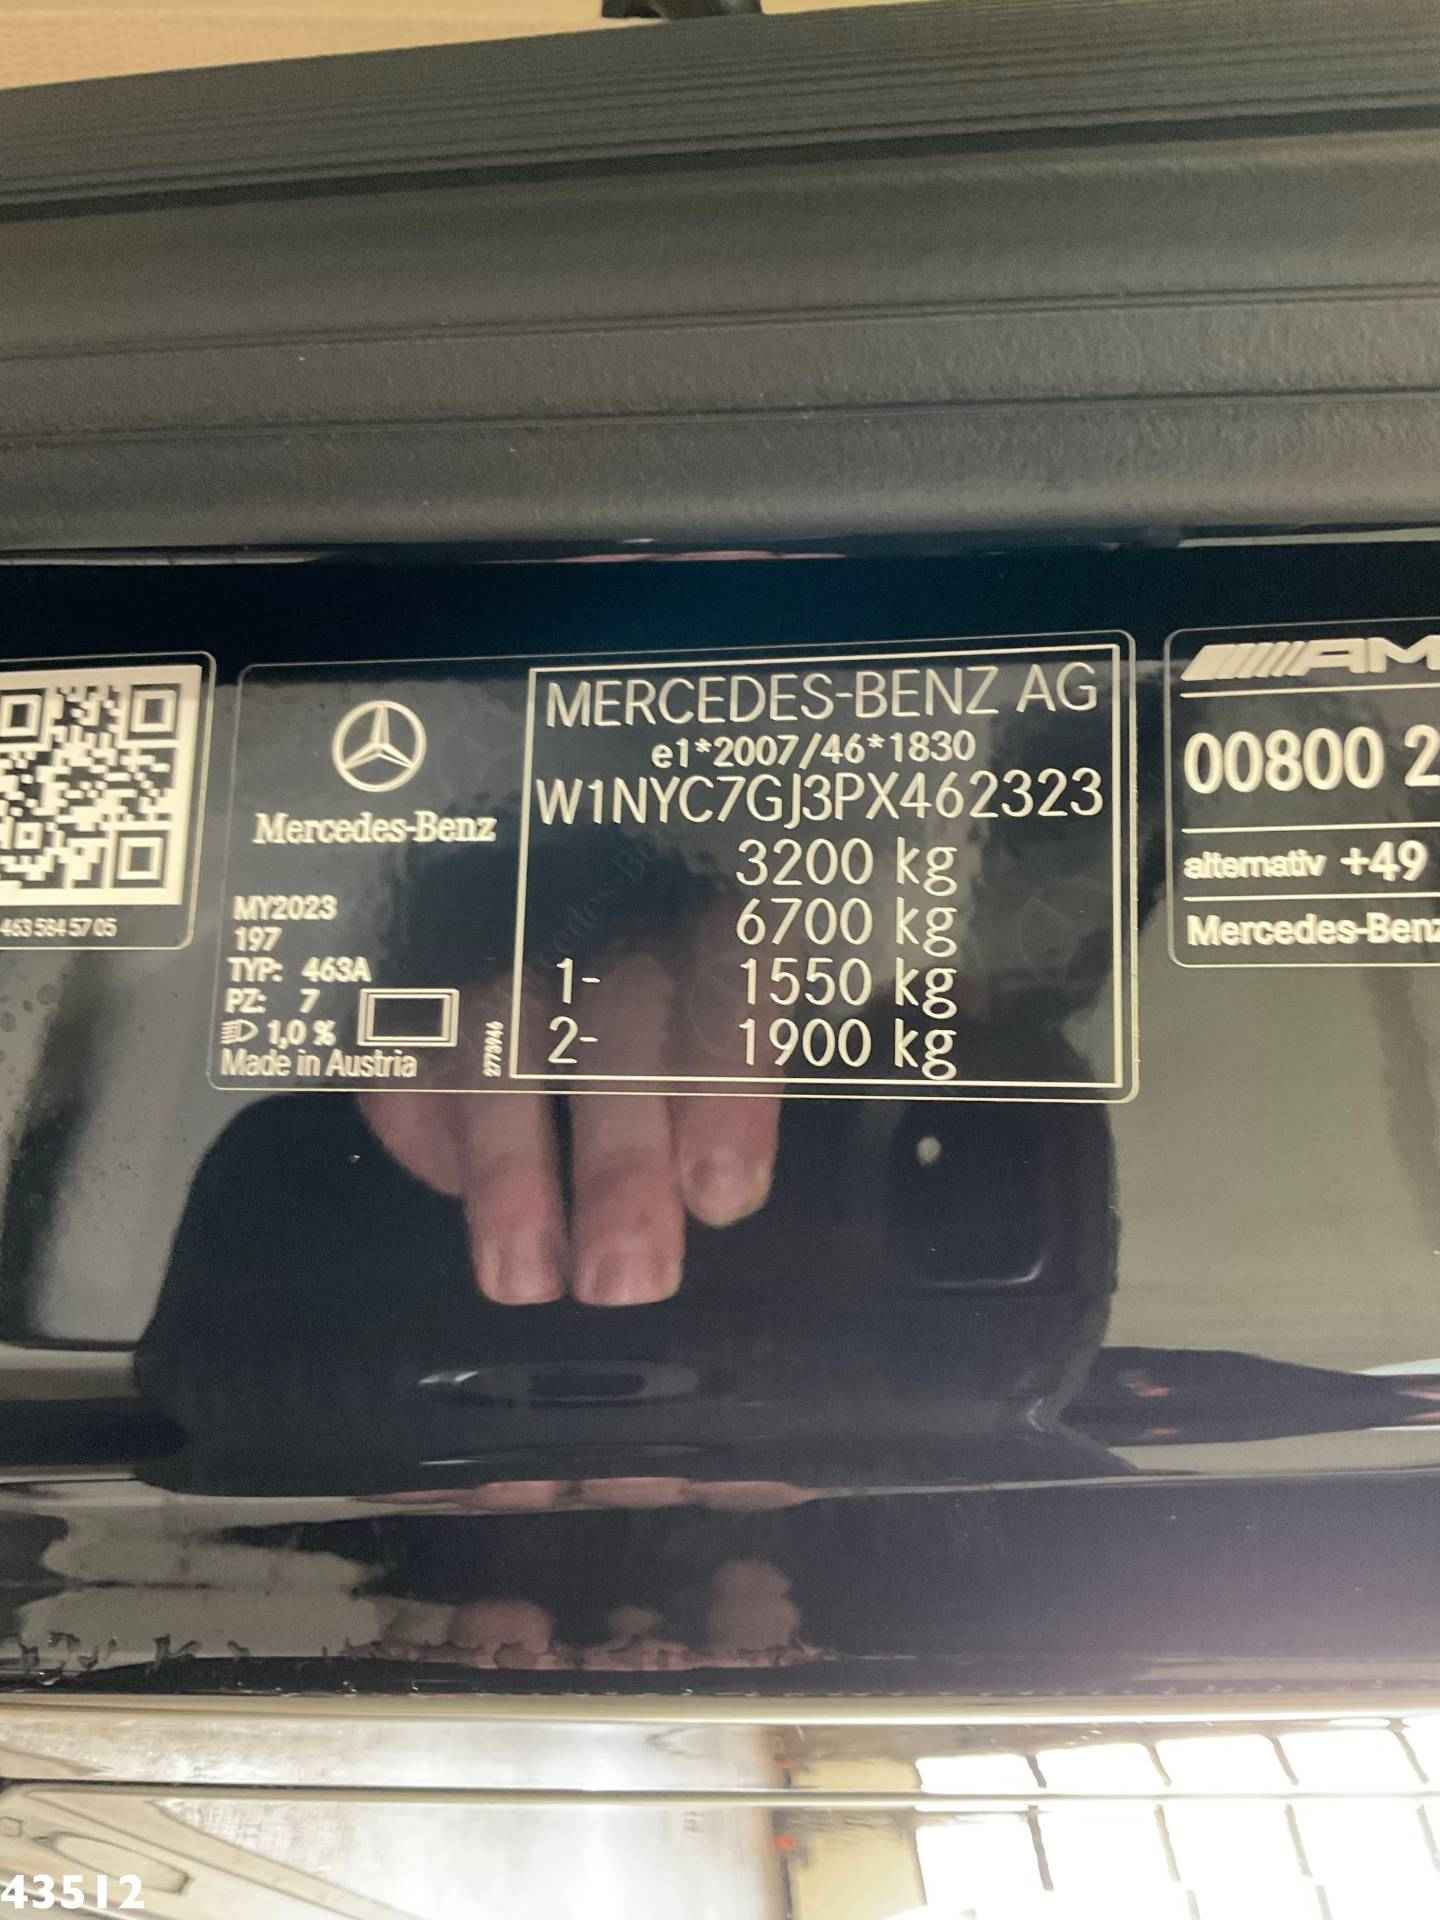 463 584 57 05
Mercedes-Benz
MY2023
197
TYP: 463A
PZ: 7
1,0 %
Made in Austria
2773946
MERCEDES-BENZ AG
e1*2007/46*1830
W1NYC7GJ3PX462323
3200 kg
6700 kg
1- 1550 kg
2- 1900 kg
AM
00800 2
alternativ +49
Mercedes-Benz
43512